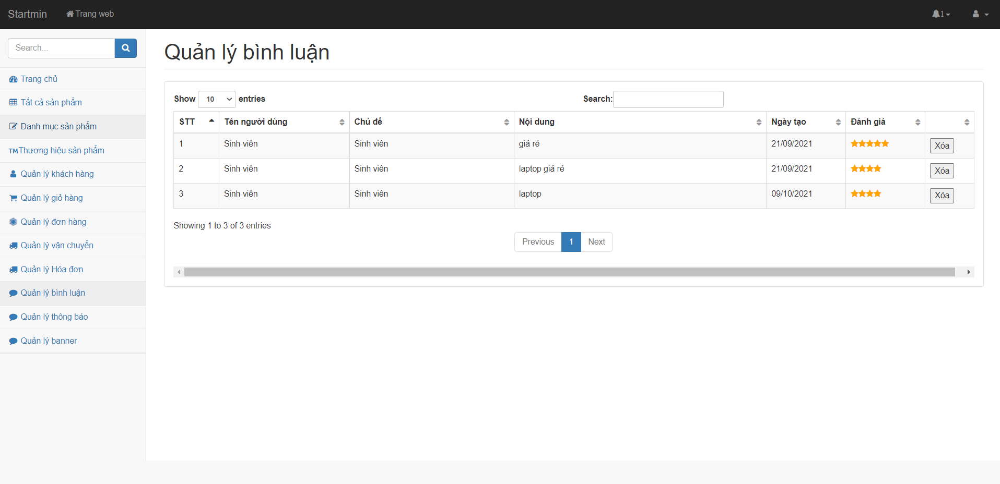 Startmin Trang web 1
Search...
Trang chủ
Tất cả sản phẩm
Danh mục sản phẩm
TM Thương hiệu sản phẩm
Quản lý khách hàng
Quản lý giỏ hàng
Quản lý đơn hàng
Quản lý vận chuyển
Quản lý Hóa đơn
Quản lý bình luận
Quản lý thông báo
Quản lý banner
Quản lý bình luận
Show 10 entries Search:
STT Tên người dùng Chủ đề Nội dung Ngày tạo Đánh giá
1 Sinh viên Sinh viên giá rẻ 21/09/2021 Xóa
2 Sinh viên Sinh viên laptop giá rẻ 21/09/2021 Xóa
3 Sinh viên Sinh viên laptop 09/10/2021 Xóa
Showing 1 to 3 of 3 entries
Previous 1 Next